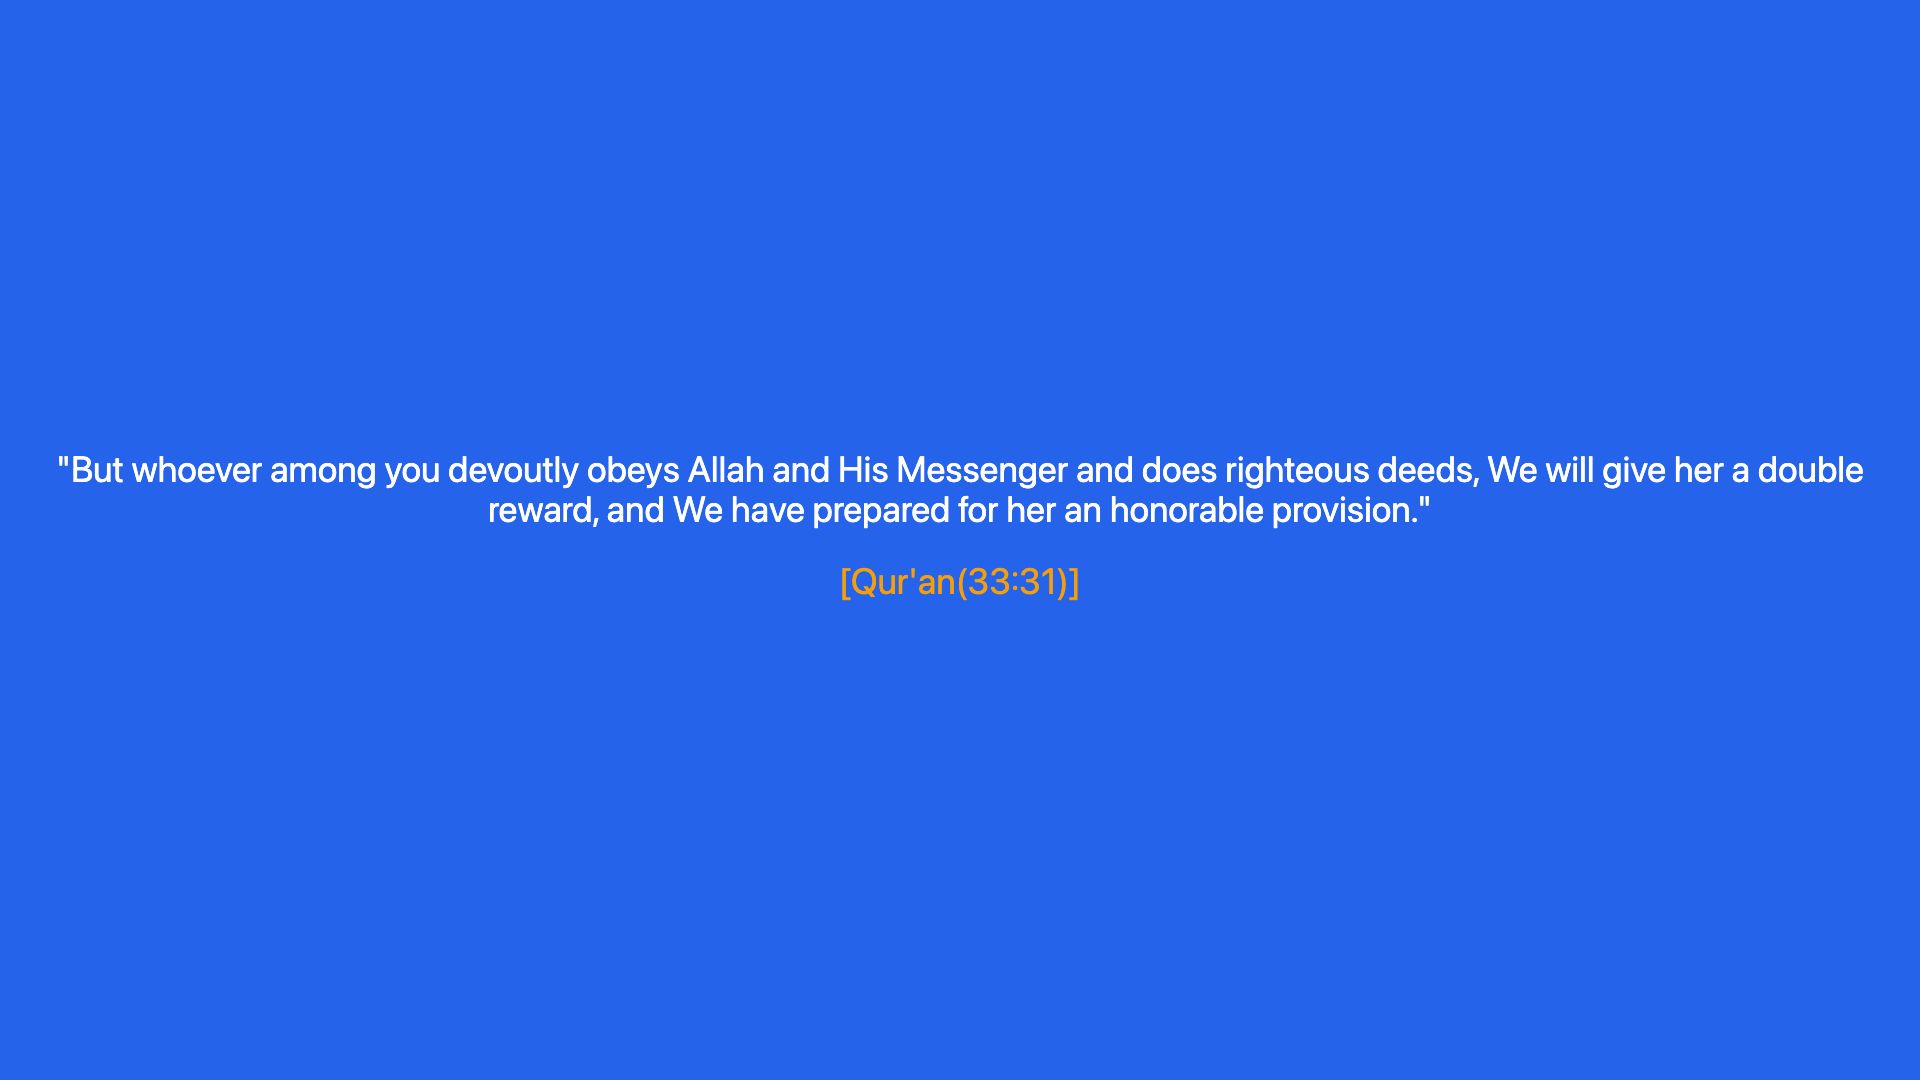 "But whoever among you devoutly obeys Allah and His Messenger and does righteous deeds, We will give her a double
reward, and We have prepared for her an honorable provision."
[Qur'an(33:31)]